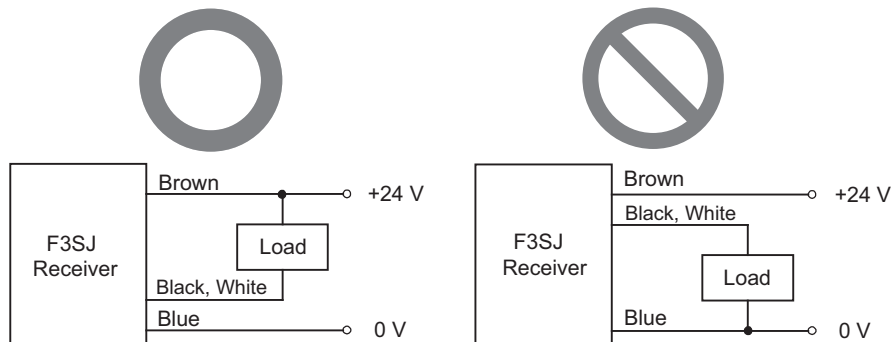 Brown
+24 V
F3SJ
Receiver
Load
Black, White
Blue
0 V
Brown
+24 V
Black, White
F3SJ
Receiver
Load
Blue
0 V